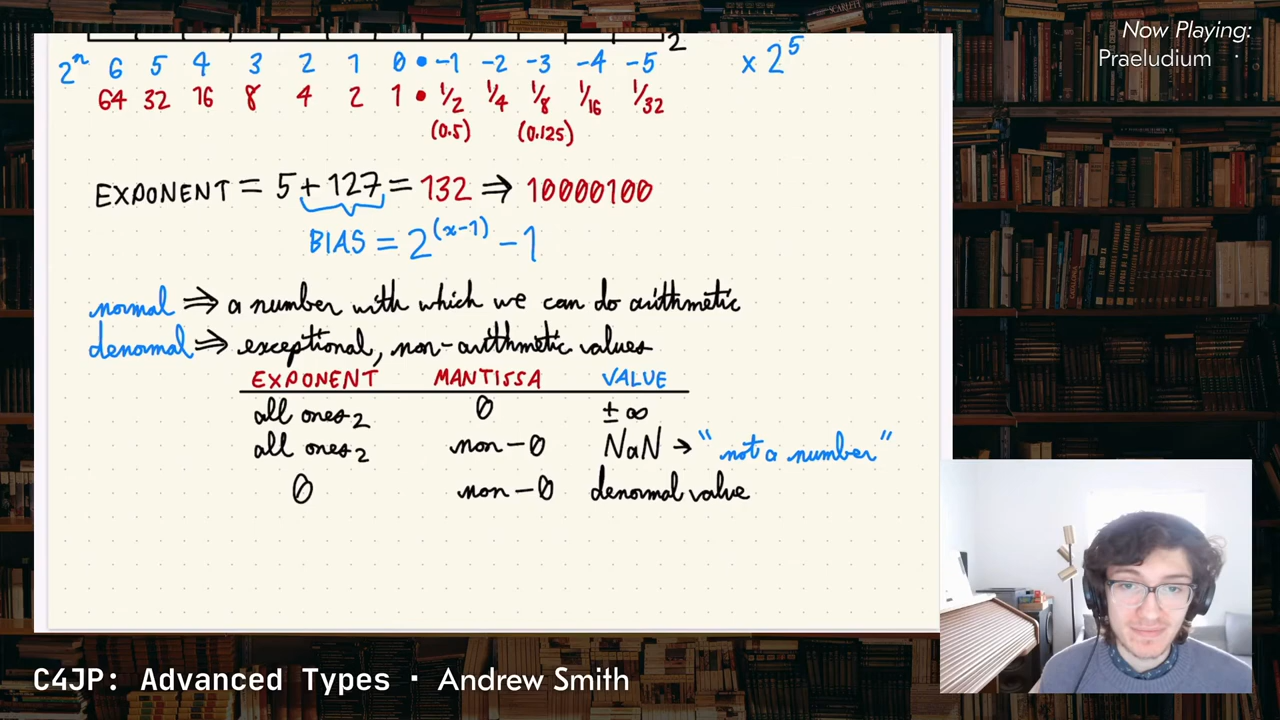 Now Playing:
Praeludium
2
2ⁿ 6 5 4 3 2 1 0 • -1 -2 -3 -4 -5 x 2⁵
64 32 16 8 4 2 1 • 1/2 1/4 1/8 1/16 1/32
(0.5) (0.125)
EXPONENT = 5 + 127 = 132 ⇒ 10000100
BIAS = 2^(x-1) - 1
normal ⇒ a number with which we can do arithmetic
denormal ⇒ exceptional, non-arithmetic values
EXPONENT MANTISSA VALUE
all ones₂ 0 ± ∞
all ones₂ non-0 NaN → "not a number"
0 non-0 denormal value
C4JP: Advanced Types · Andrew Smith